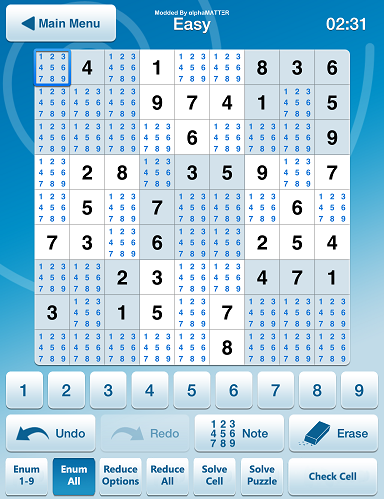 Modded By alphaMATTER
Main Menu Easy 02:31
1 2 3 1 2 3 1 2 3 1 2 3
4 5 6 4 4 5 6 1 4 5 6 4 5 6 8 3 6
7 8 9 7 8 9 7 8 9 7 8 9
1 2 3 1 2 3 1 2 3 1 2 3
4 5 6 4 5 6 4 5 6 9 7 4 1 4 5 6 5
7 8 9 7 8 9 7 8 9 7 8 9
1 2 3 1 2 3 1 2 3 1 2 3 1 2 3 1 2 3 1 2 3
4 5 6 4 5 6 4 5 6 4 5 6 6 4 5 6 4 5 6 4 5 6 9
7 8 9 7 8 9 7 8 9 7 8 9 7 8 9 7 8 9 7 8 9
1 2 3 1 2 3 1 2 3
4 5 6 2 8 4 5 6 3 5 9 4 5 6 7
7 8 9 7 8 9 7 8 9
1 2 3 1 2 3 1 2 3 1 2 3 1 2 3 1 2 3
4 5 6 5 4 5 6 7 4 5 6 4 5 6 4 5 6 6 4 5 6
7 8 9 7 8 9 7 8 9 7 8 9 7 8 9 7 8 9
1 2 3 1 2 3 1 2 3
7 3 4 5 6 6 4 5 6 4 5 6 2 5 4
7 8 9 7 8 9 7 8 9
1 2 3 1 2 3 1 2 3 1 2 3
4 5 6 4 5 6 2 3 4 5 6 4 5 6 4 7 1
7 8 9 7 8 9 7 8 9 7 8 9
1 2 3 1 2 3 1 2 3 1 2 3 1 2 3
3 4 5 6 1 5 4 5 6 7 4 5 6 4 5 6 4 5 6
7 8 9 7 8 9 7 8 9 7 8 9 7 8 9
1 2 3 1 2 3 1 2 3 1 2 3 1 2 3 1 2 3 1 2 3 1 2 3
4 5 6 4 5 6 4 5 6 4 5 6 4 5 6 8 4 5 6 4 5 6 4 5 6
7 8 9 7 8 9 7 8 9 7 8 9 7 8 9 7 8 9 7 8 9 7 8 9
1 2 3 4 5 6 7 8 9
1 2 3
Undo Redo 4 5 6 Note Erase
7 8 9
Enum Enum Reduce Reduce Solve Solve Check Cell
1-9 All Options All Cell Puzzle